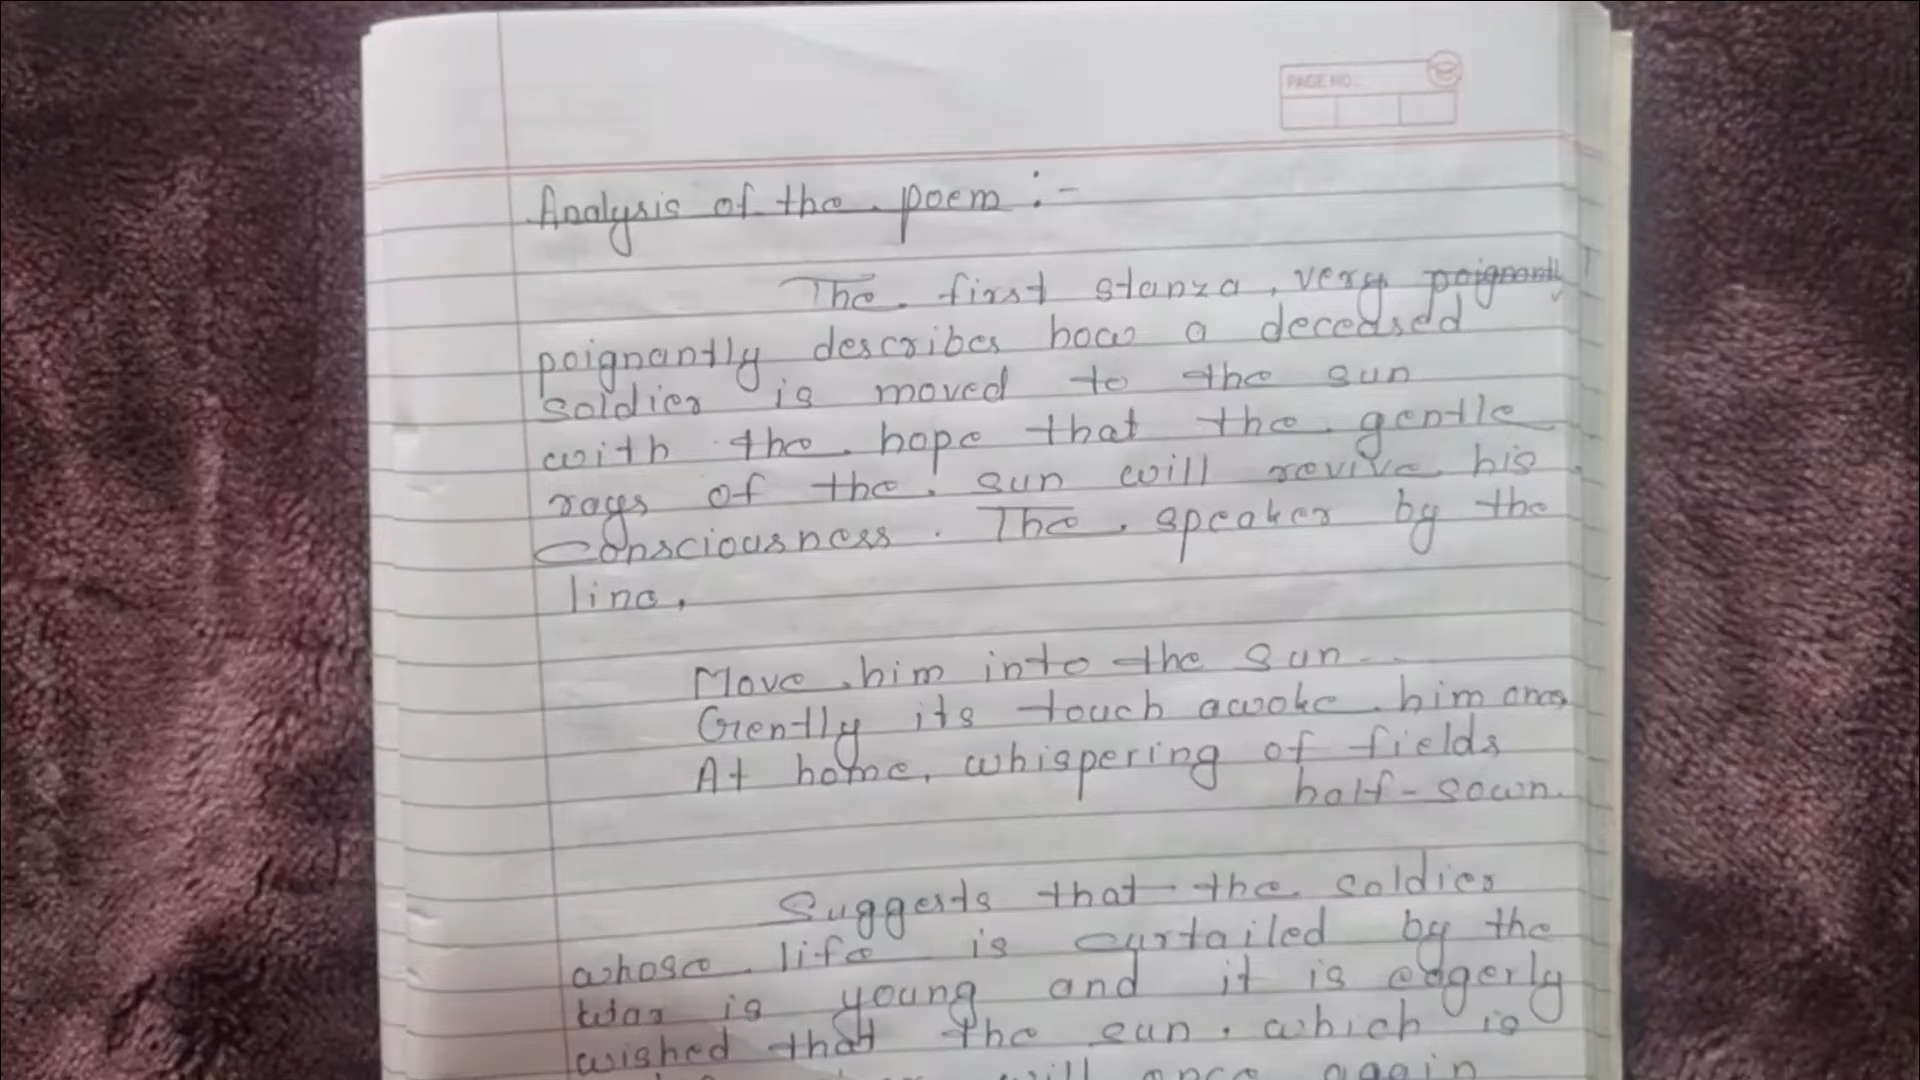 PAGE NO.
Analysis of the poem :-
The first stanza, very poignantly
poignantly describes how a deceased
soldier is moved to the sun
with the hope that the gentle
rays of the sun will revive his
consciousness. The speaker by the
line,
Move him into the sun
Gently its touch awoke him once
At home, whispering of fields
half-sown.
Suggests that the soldier
whose life is curtailed by the
war is young and it is eagerly
wished that the sun, which is
will once again